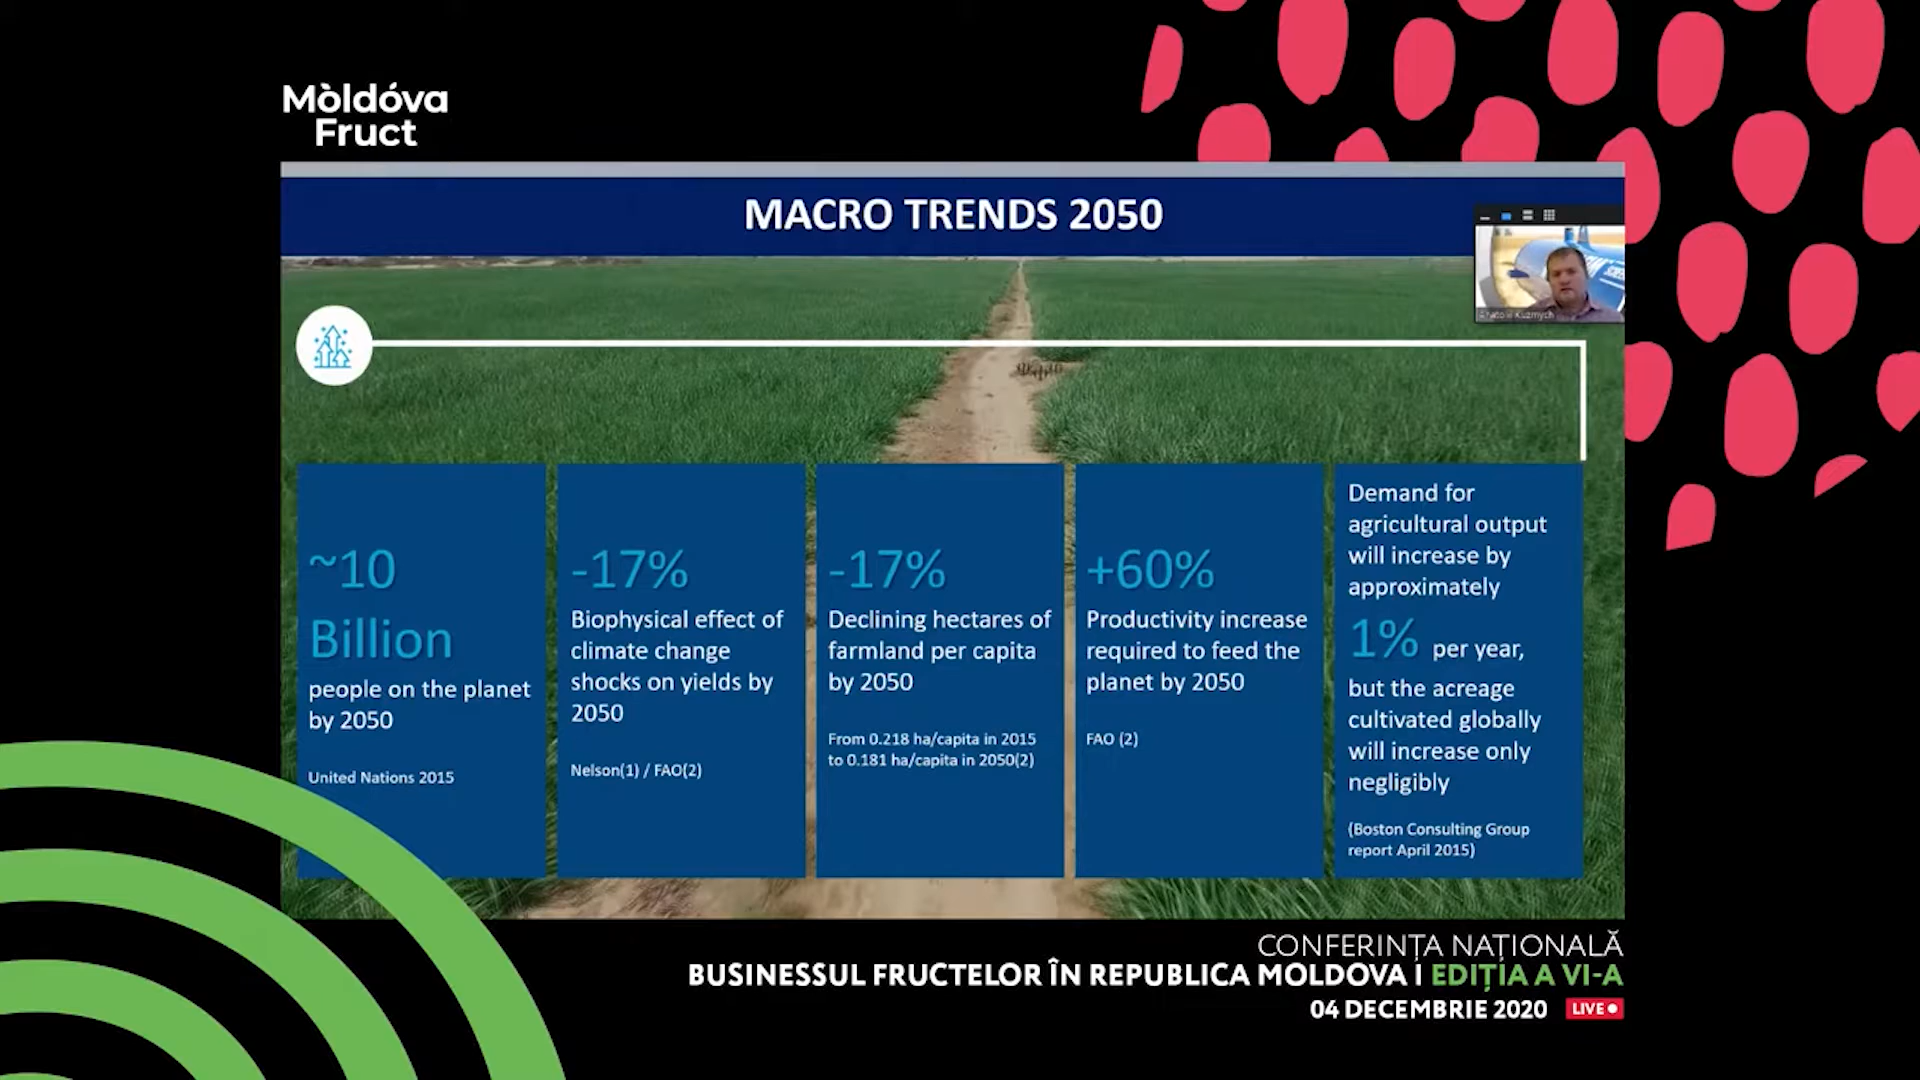 Mòldóva
Fruct
MACRO TRENDS 2050
Kuzmych
~10
Billion
people on the planet
by 2050
United Nations 2015
-17%
Biophysical effect of
climate change
shocks on yields by
2050
Nelson(1) / FAO(2)
-17%
Declining hectares of
farmland per capita
by 2050
From 0.218 ha/capita in 2015
to 0.181 ha/capita in 2050(2)
+60%
Productivity increase
required to feed the
planet by 2050
FAO (2)
Demand for
agricultural output
will increase by
approximately
1% per year,
but the acreage
cultivated globally
will increase only
negligibly
(Boston Consulting Group
report April 2015)
CONFERINȚA NAȚIONALĂ
BUSINESSUL FRUCTELOR ÎN REPUBLICA MOLDOVA I EDIȚIA A VI-A
04 DECEMBRIE 2020 LIVE